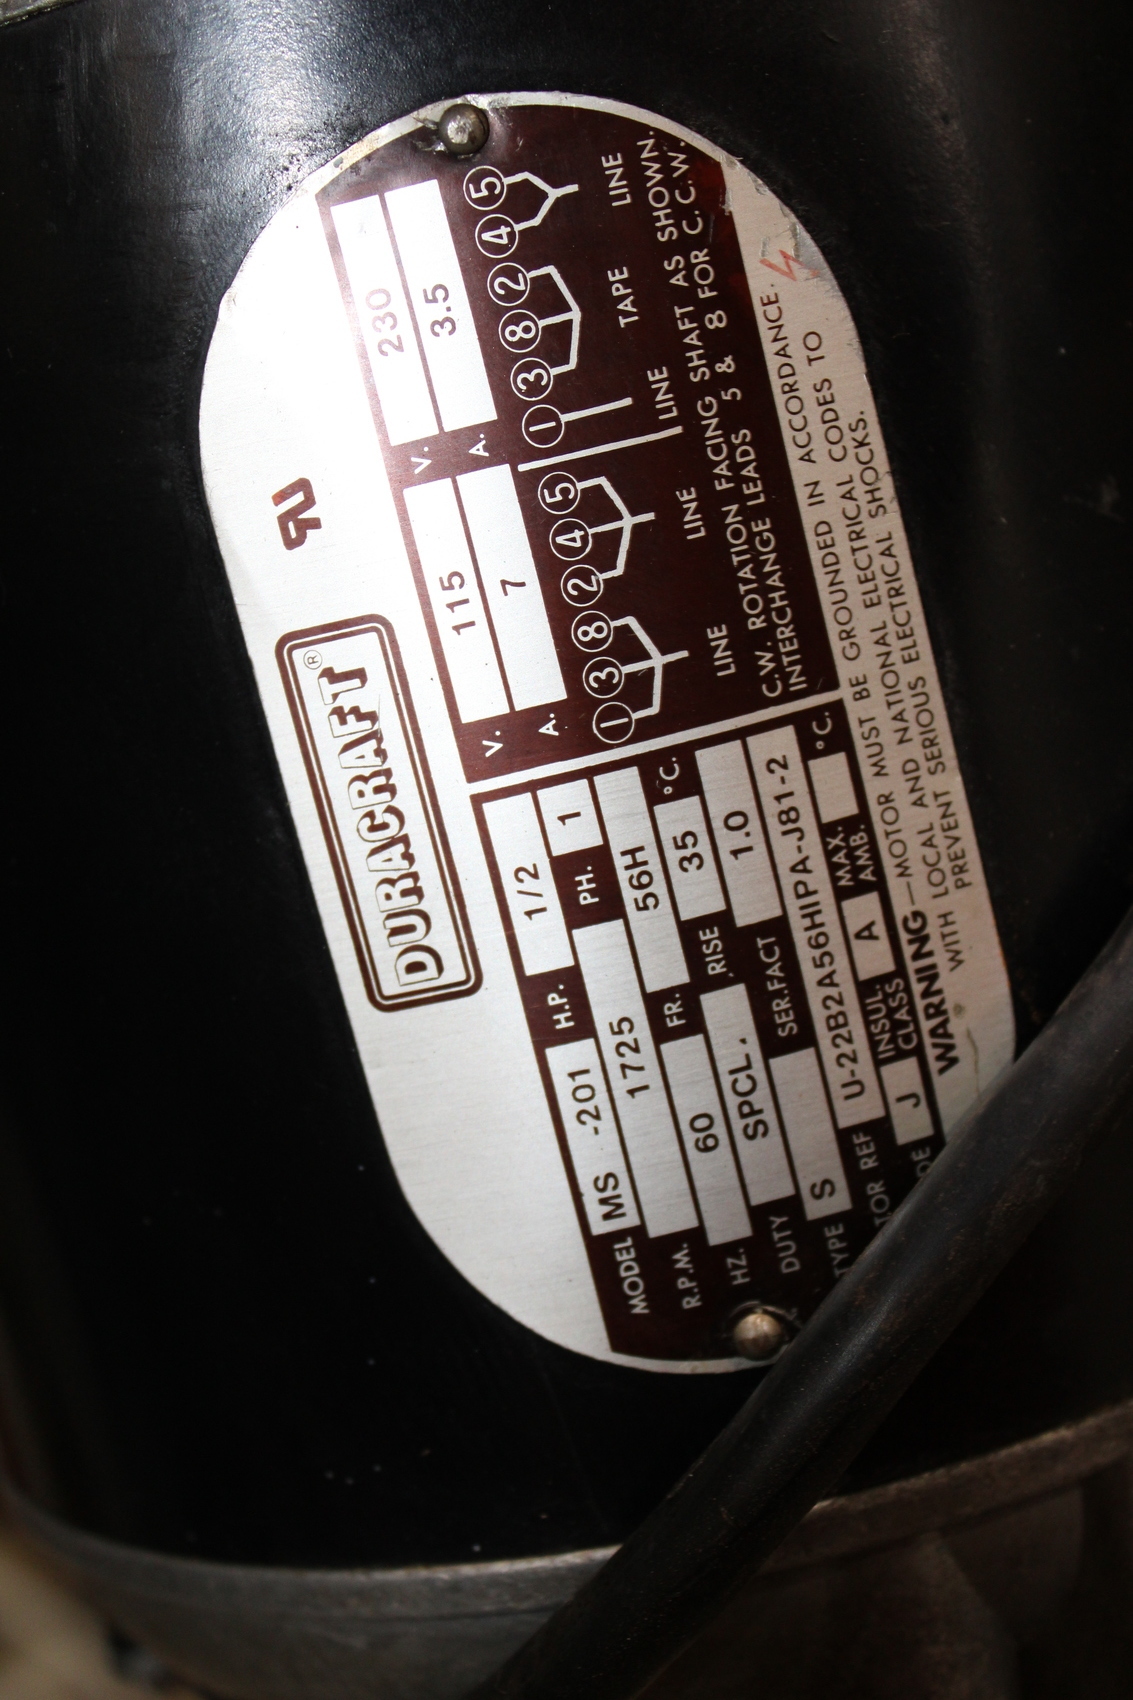 DURACRAFT®
MODEL MS -201 H.P. 1/2
R.P.M. 1725 PH. 1
HZ. 60 FR. 56H
DUTY SPCL. RISE 35 °C.
TYPE S SER.FACT 1.0
TOR REF U-22B2A56HIPA-J81-2
DE J INSUL. CLASS A MAX. AMB. °C.
V. 115 V. 230
A. 7 A. 3.5
1 3 8 2 4 5 1 3 8 2 4 5
LINE LINE LINE TAPE LINE
C.W. ROTATION FACING SHAFT AS SHOWN.
INTERCHANGE LEADS 5 & 8 FOR C.C.W.
WARNING—MOTOR MUST BE GROUNDED IN ACCORDANCE
WITH LOCAL AND NATIONAL ELECTRICAL CODES TO
PREVENT SERIOUS ELECTRICAL SHOCKS.